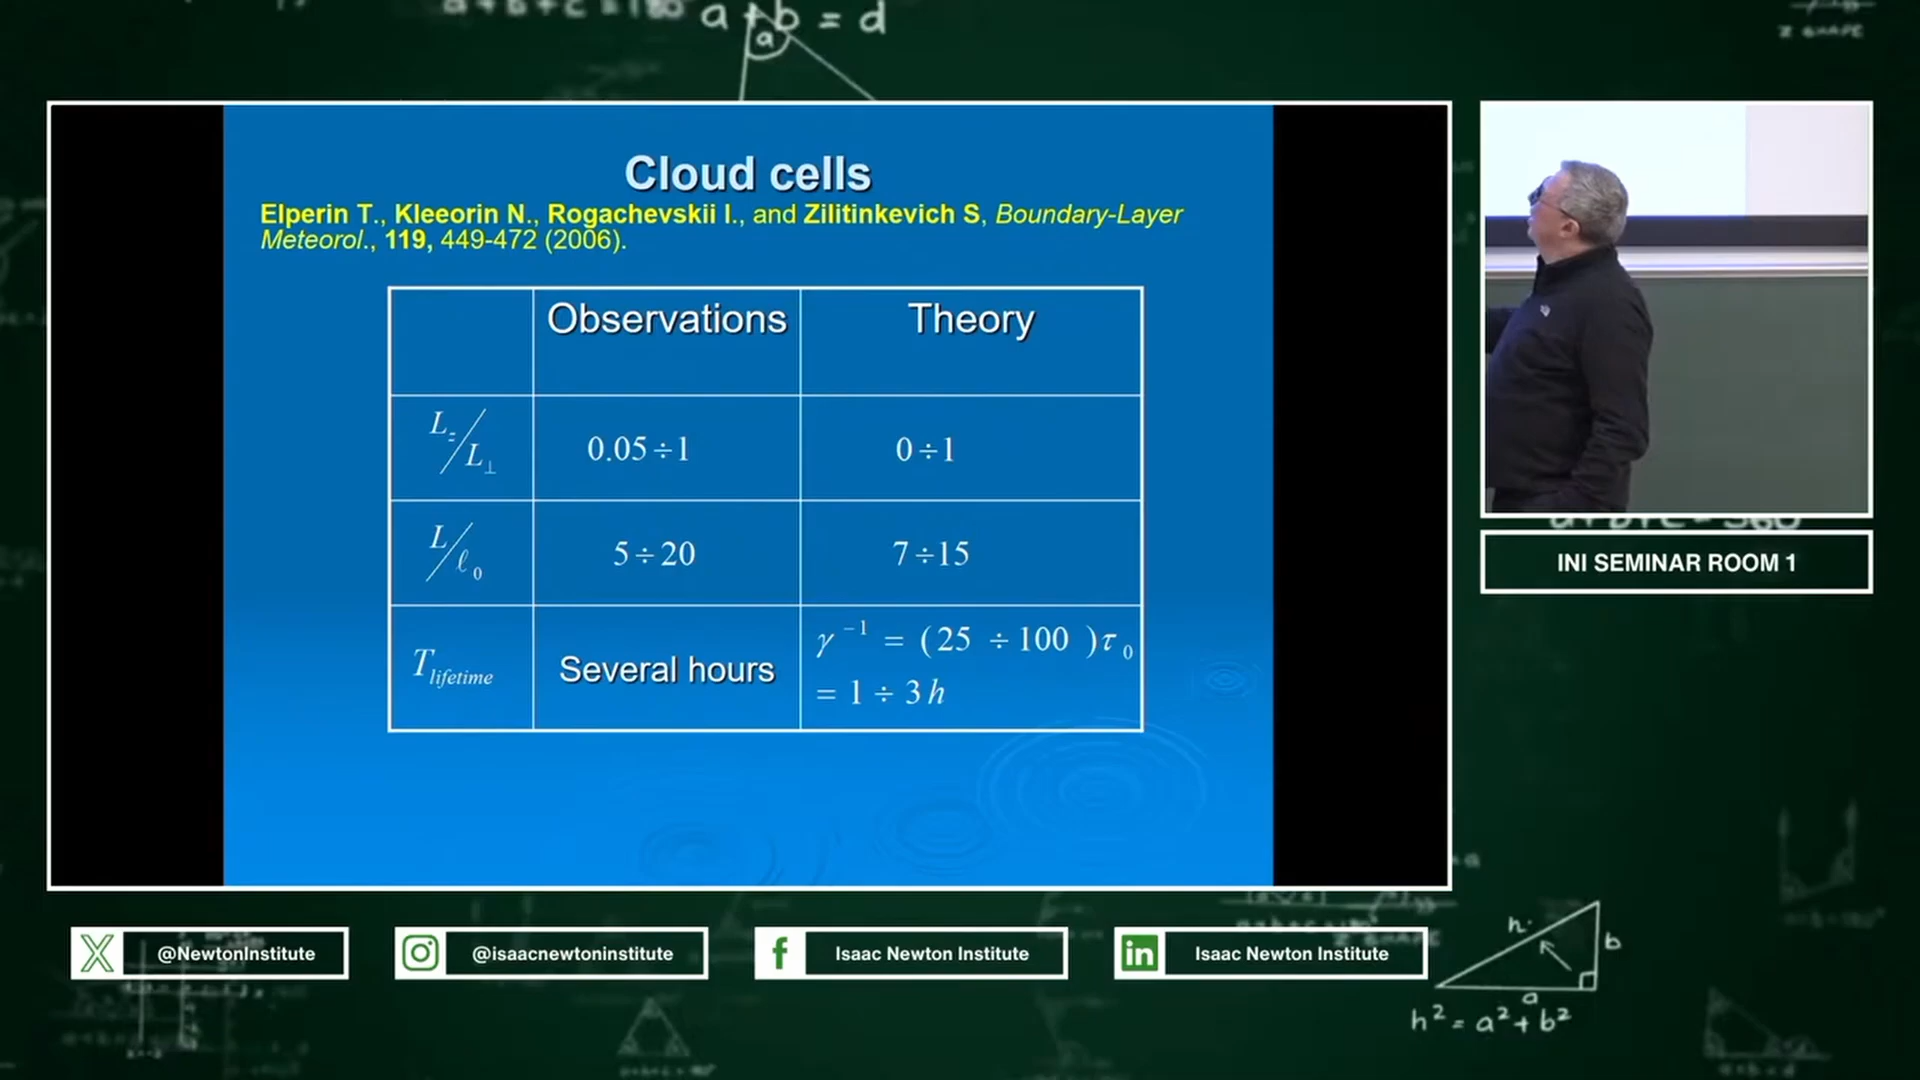 a + b = d
a
Cloud cells
Elperin T., Kleeorin N., Rogachevskii I., and Zilitinkevich S, Boundary-Layer
Meteorol., 119, 449-472 (2006).
Observations Theory
L_z/L_⊥ 0.05÷1 0÷1
L/ℓ_0 5÷20 7÷15
T_lifetime Several hours γ^{-1} = (25 ÷ 100 )τ_0
= 1 ÷ 3h
INI SEMINAR ROOM 1
@NewtonInstitute
@isaacnewtoninstitute
f Isaac Newton Institute
in Isaac Newton Institute
h
b
a
h² = a² + b²